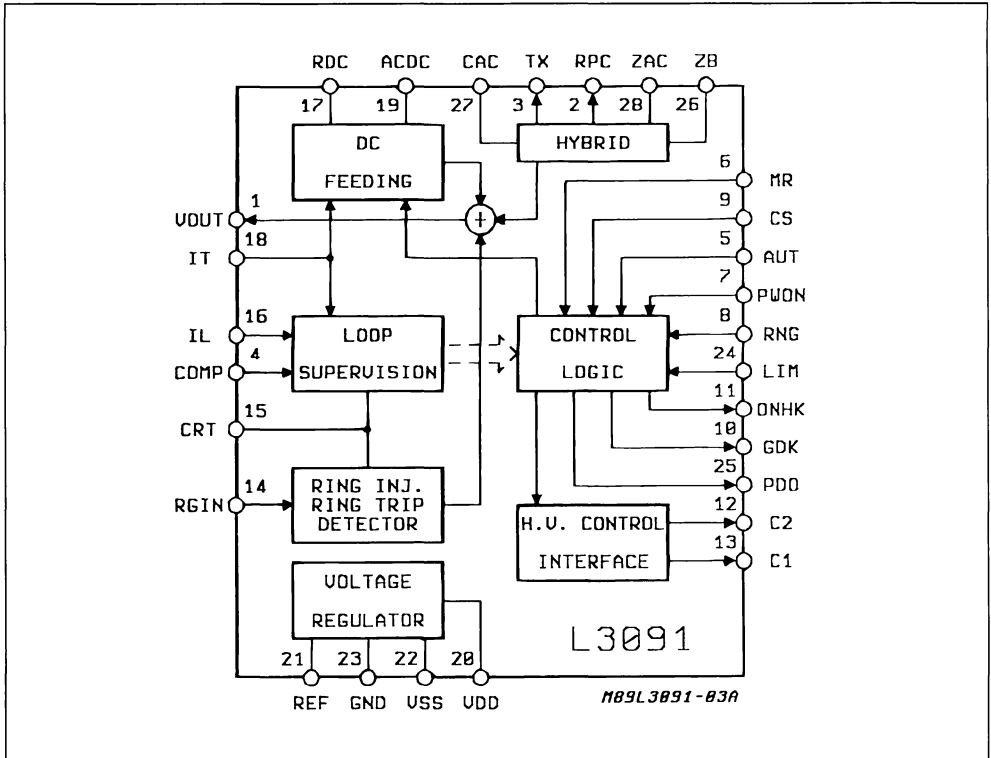 RDC ACDC CAC TX RPC ZAC ZB
17 19 27 3 2 28 26
DC
FEEDING
HYBRID
6 MR
9 CS
5 AUT
7 PWON
8 RNG
24 LIM
11 ONHK
10 GDK
25 PDO
12 C2
13 C1
1 VOUT
18 IT
16 IL
4 COMP
15 CRT
14 RGIN
+
LOOP
SUPERVISION
CONTROL
LOGIC
RING INJ.
RING TRIP
DETECTOR
H.V. CONTROL
INTERFACE
VOLTAGE
REGULATOR
L3091
21 23 22 20
REF GND VSS VDD
M89L3091-03A